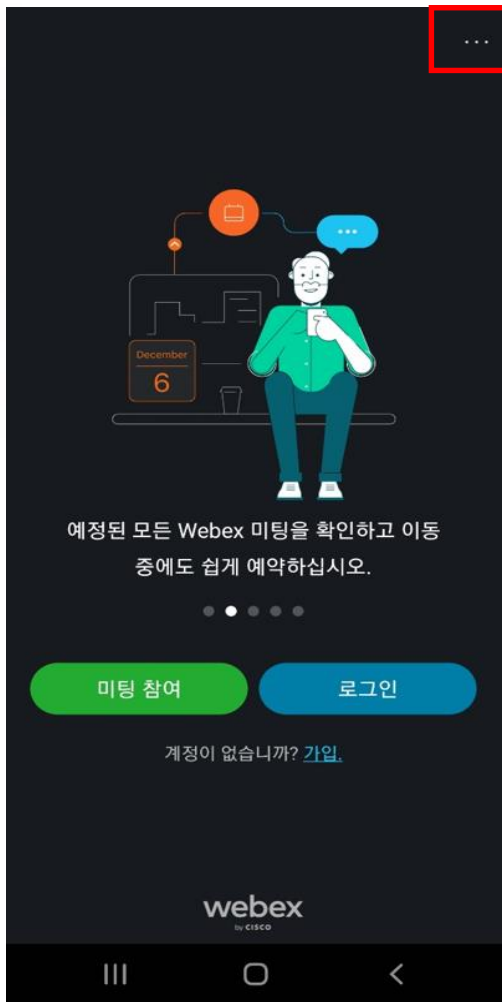 December
6
예정된 모든 Webex 미팅을 확인하고 이동
중에도 쉽게 예약하십시오.
미팅 참여
로그인
계정이 없습니까? 가입.
webex
by CISCO